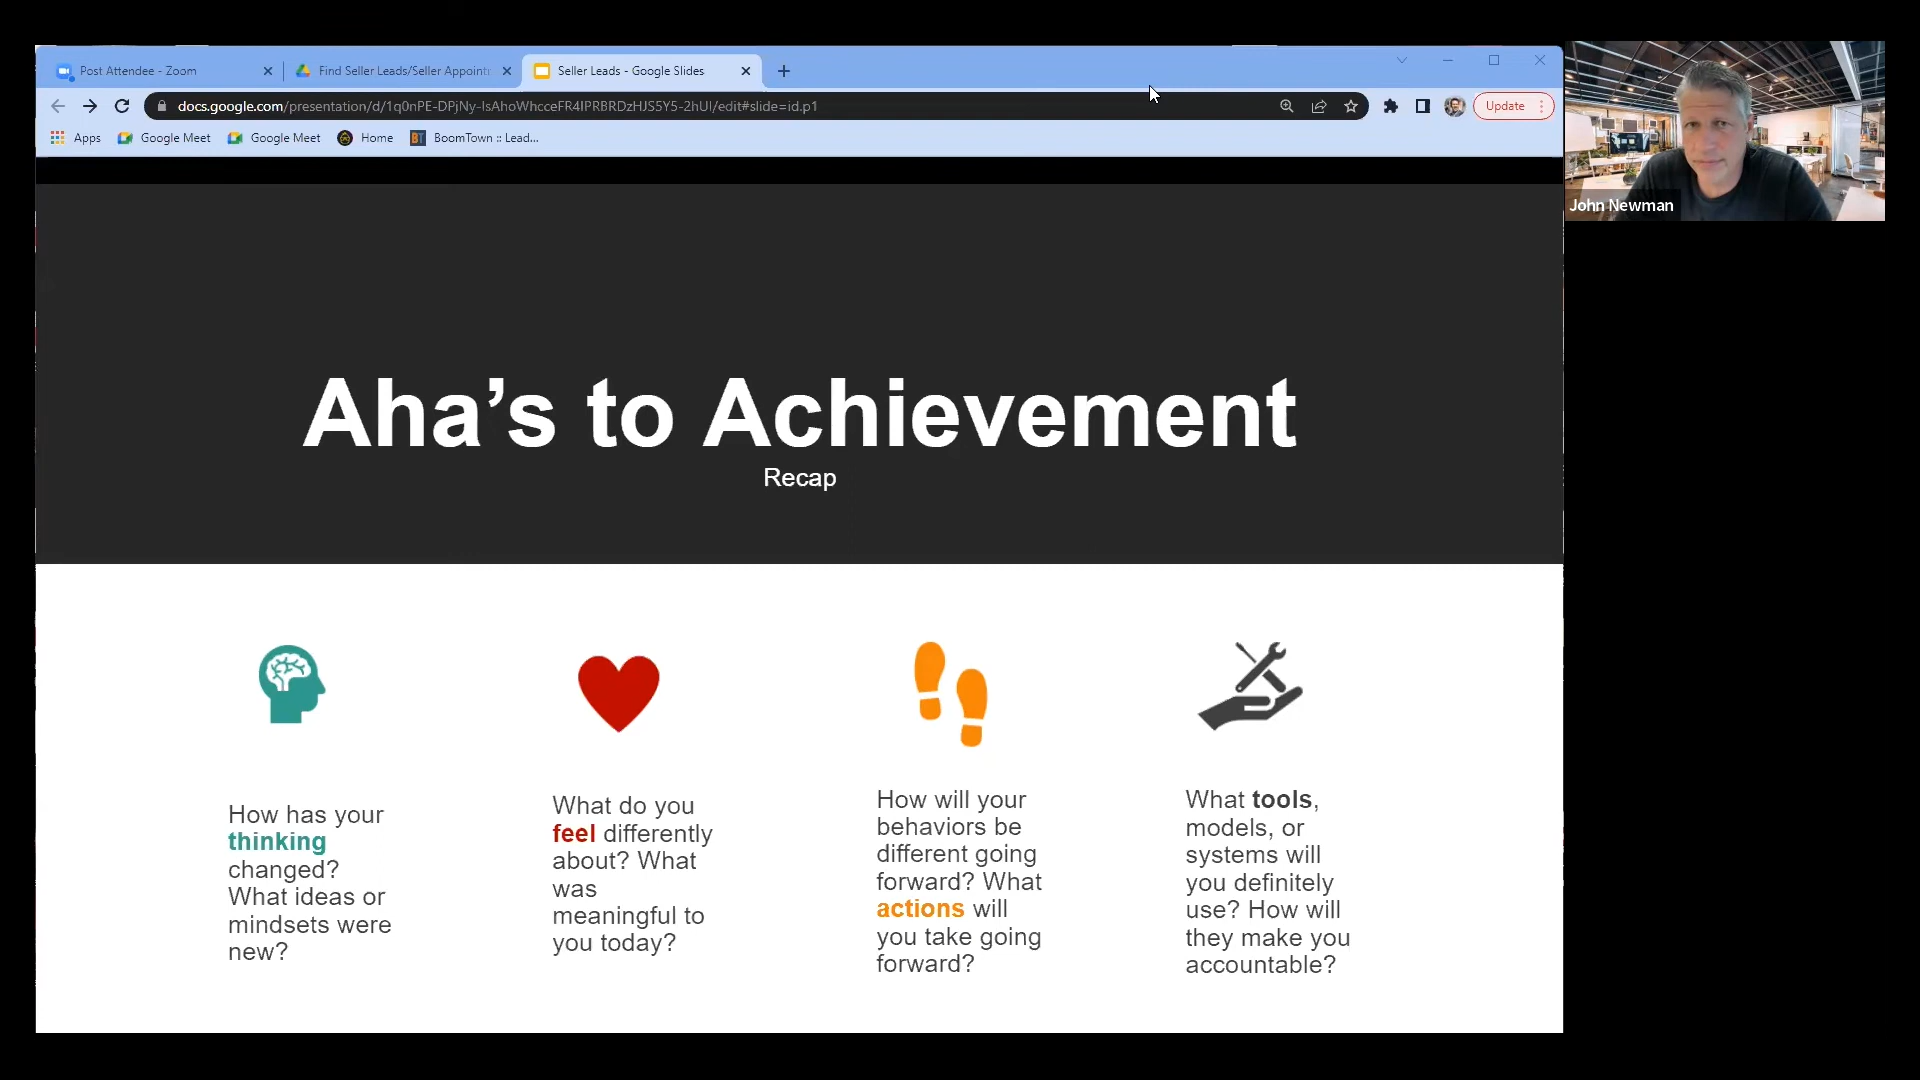 Post Attendee - Zoom
Find Seller Leads/Seller Appoint
Seller Leads - Google Slides
docs.google.com/presentation/d/1q0nPE-DPjNy-IsAhoWhcceFR4IPRBRDzHJS5Y5-2hUI/edit#slide=id.p1
Update
Apps
Google Meet
Google Meet
Home
BT
BoomTown :: Lead...
John Newman
Aha’s to Achievement
Recap
How has your
thinking
changed?
What ideas or
mindsets were
new?
What do you
feel differently
about? What
was
meaningful to
you today?
How will your
behaviors be
different going
forward? What
actions will
you take going
forward?
What tools,
models, or
systems will
you definitely
use? How will
they make you
accountable?